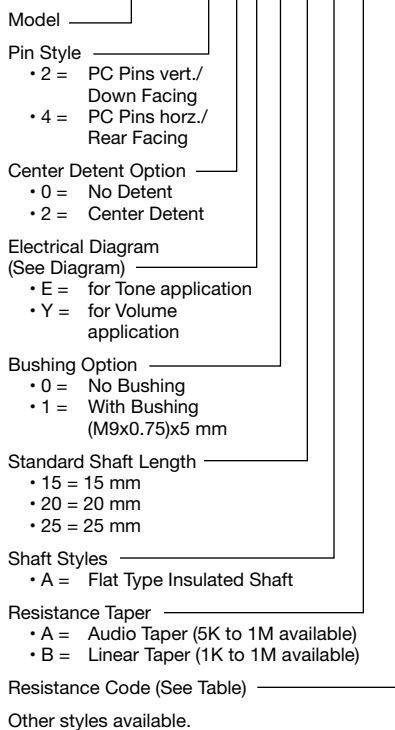 Model
Pin Style
• 2 = PC Pins vert./
Down Facing
• 4 = PC Pins horz./
Rear Facing
Center Detent Option
• 0 = No Detent
• 2 = Center Detent
Electrical Diagram
(See Diagram)
• E = for Tone application
• Y = for Volume
application
Bushing Option
• 0 = No Bushing
• 1 = With Bushing
(M9x0.75)x5 mm
Standard Shaft Length
• 15 = 15 mm
• 20 = 20 mm
• 25 = 25 mm
Shaft Styles
• A = Flat Type Insulated Shaft
Resistance Taper
• A = Audio Taper (5K to 1M available)
• B = Linear Taper (1K to 1M available)
Resistance Code (See Table)
Other styles available.